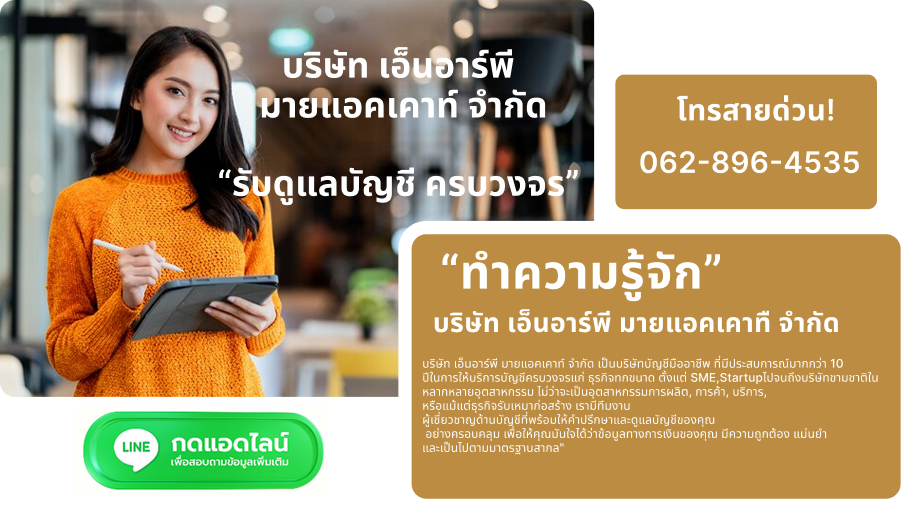 บริษัท เอ็นอาร์พี
มายแอคเคาท์ จำกัด
“รับดูแลบัญชี ครบวงจร”
โทรสายด่วน!
062-896-4535
“ทำความรู้จัก”
บริษัท เอ็นอาร์พี มายแอคเคาท์ จำกัด
บริษัท เอ็นอาร์พี มายแอคเคาท์ จำกัด เป็นบริษัทบัญชีมืออาชีพ ที่มีประสบการณ์มากกว่า 10
ปีในการให้บริการบัญชีครบวงจรแก่ ธุรกิจทุกขนาด ตั้งแต่ SME,Startupไปจนถึงบริษัทข้ามชาติใน
หลากหลายอุตสาหกรรม ไม่ว่าจะเป็นอุตสาหกรรมการผลิต, การค้า, บริการ,
หรือแม้แต่ธุรกิจรับเหมาก่อสร้าง เรามีทีมงาน
ผู้เชี่ยวชาญด้านบัญชีที่พร้อมให้คำปรึกษาและดูแลบัญชีของคุณ
อย่างครอบคลุม เพื่อให้คุณมั่นใจได้ว่าข้อมูลทางการเงินของคุณ มีความถูกต้อง แม่นยำ
และเป็นไปตามมาตรฐานสากล"
LINE
กดแอดไลน์
เพื่อสอบถามข้อมูลเพิ่มเติม